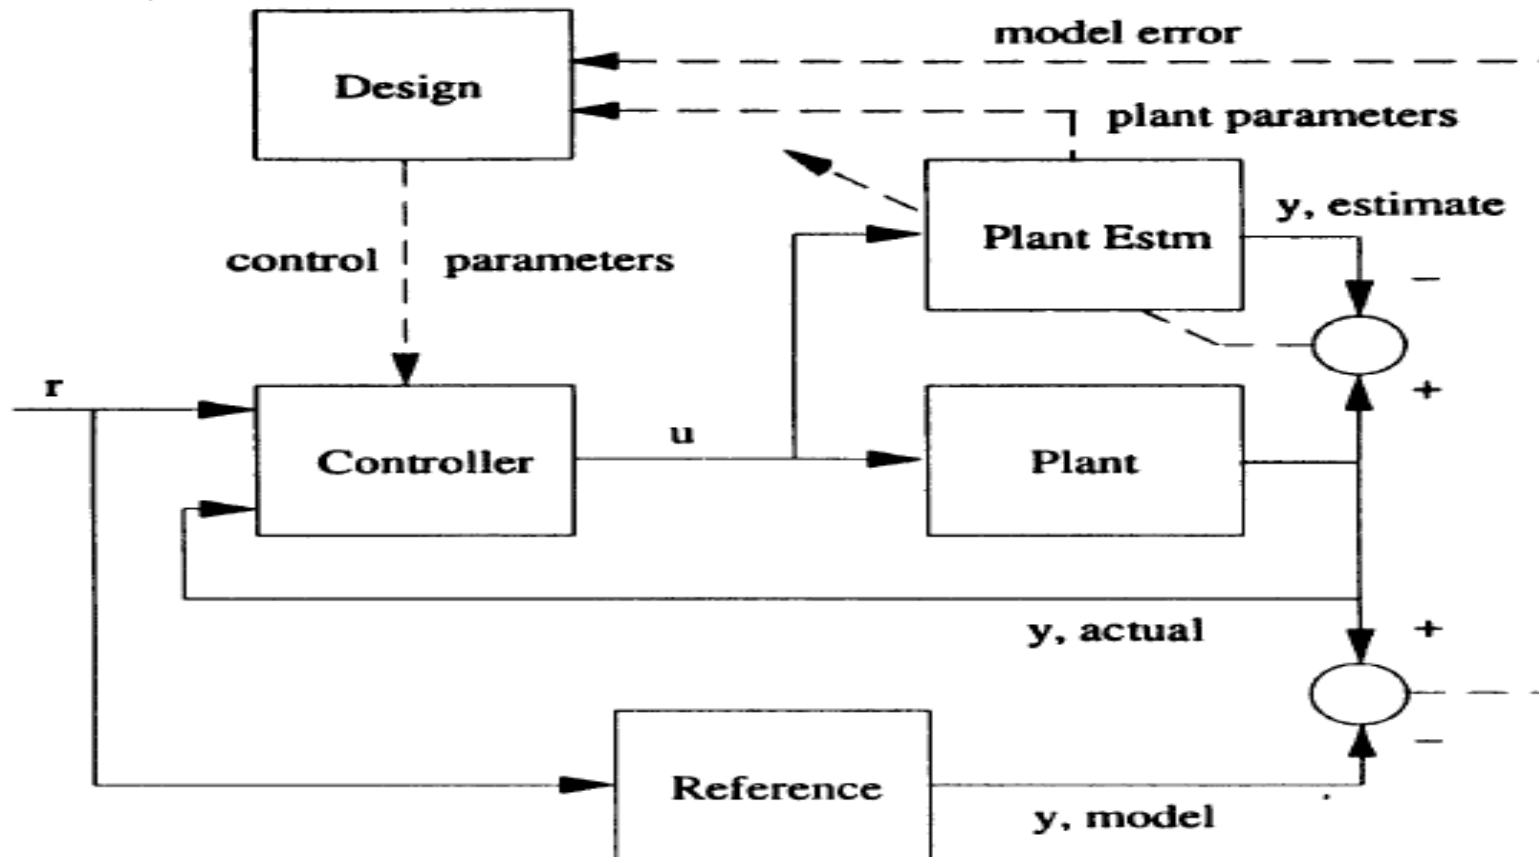 model error
Design
plant parameters
y, estimate
Plant Estm
control parameters
−
r
+
u
Controller
Plant
y, actual
+
−
Reference
y, model